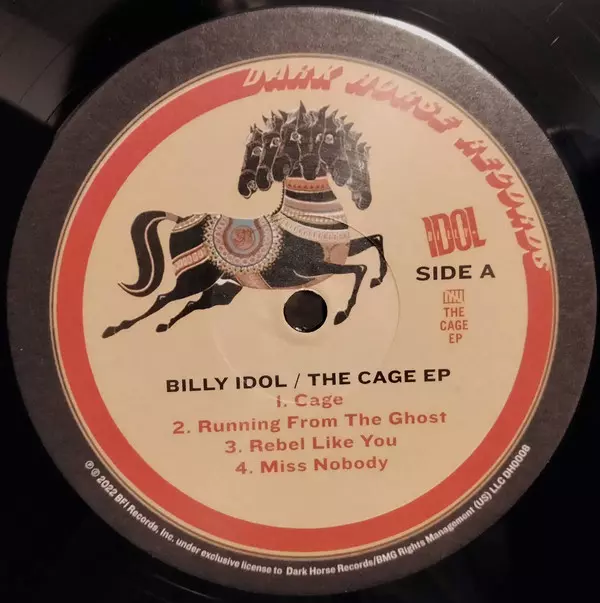 DARK HORSE RECORDS
BILLY
IDOL
SIDE A
THE
CAGE
EP
BILLY IDOL / THE CAGE EP
1. Cage
2. Running From The Ghost
3. Rebel Like You
4. Miss Nobody
℗ © 2022 BFI Records, Inc. under exclusive license to Dark Horse Records/BMG Rights Management (US) LLC DH0008